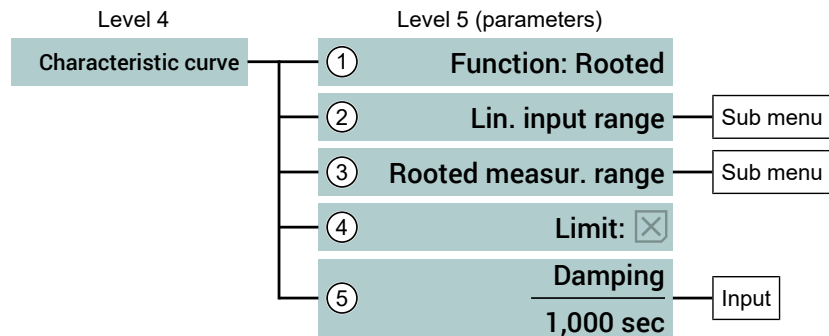 Level 4
Level 5 (parameters)
Characteristic curve
1
Function: Rooted
2
Lin. input range
Sub menu
3
Rooted measur. range
Sub menu
4
Limit:
5
Damping
1,000 sec
Input